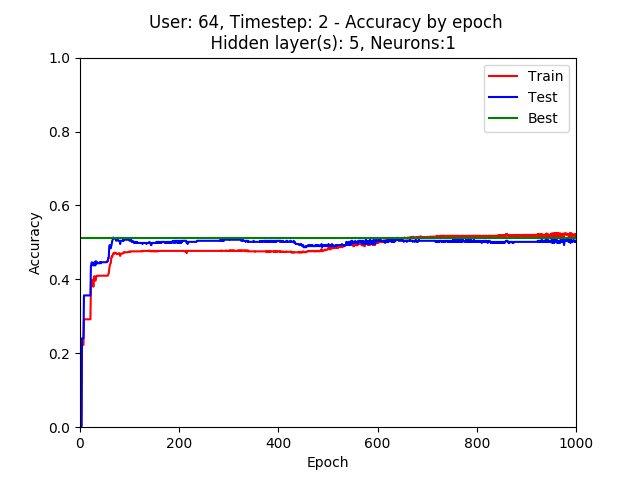 User: 64, Timestep: 2 - Accuracy by epoch
Hidden layer(s): 5, Neurons:1
1.0
Train
Test
Best
0.8
0.6
Accuracy
0.4
0.2
0.0
0 200 400 600 800 1000
Epoch